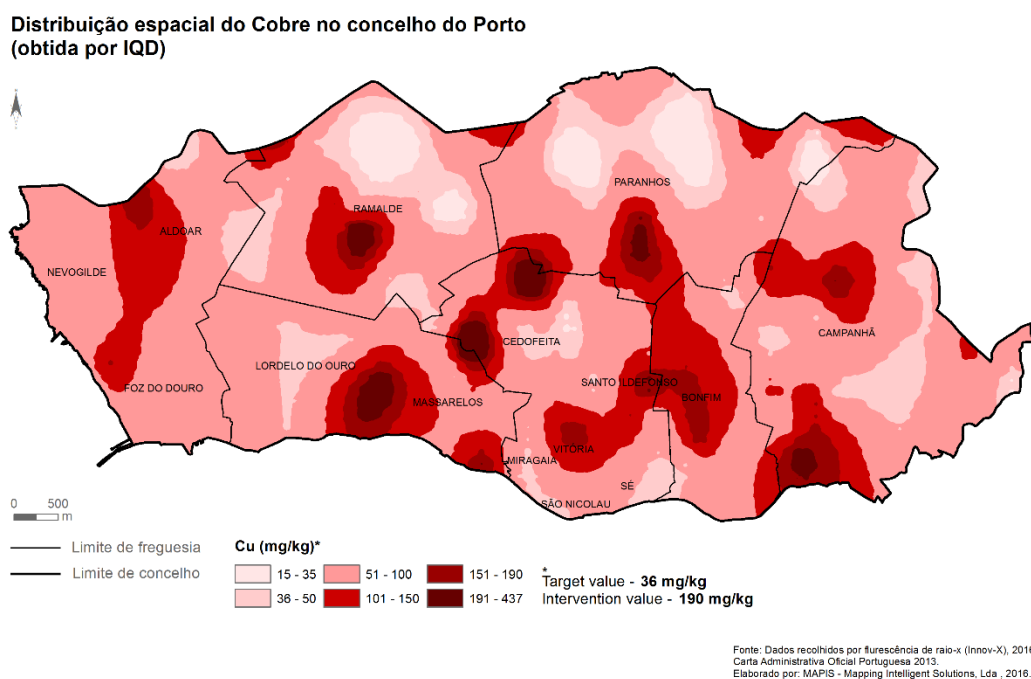 Distribuição espacial do Cobre no concelho do Porto
(obtida por IQD)
PARANHOS
RAMALDE
ALDOAR
NEVOGILDE
CAMPANHÃ
CEDOFEITA
LORDELO DO OURO
SANTO ILDEFONSO
FOZ DO DOURO
BONFIM
MASSARELOS
VITÓRIA
MIRAGAIA
SÉ
SÃO NICOLAU
0 500
m
Limite de freguesia
Limite de concelho
Cu (mg/kg)*
15 - 35 51 - 100 151 - 190
36 - 50 101 - 150 191 - 437
*
Target value - 36 mg/kg
Intervention value - 190 mg/kg
Fonte: Dados recolhidos por flurescência de raio-x (Innov-X), 2016
Carta Administrativa Oficial Portuguesa 2013.
Elaborado por: MAPIS - Mapping Intelligent Solutions, Lda , 2016.